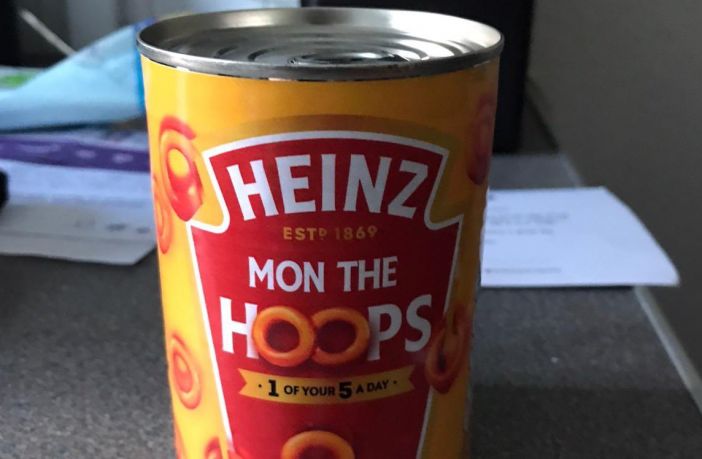 HEINZ
ESTD 1869
MON THE
HOOPS
1 OF YOUR 5 A DAY